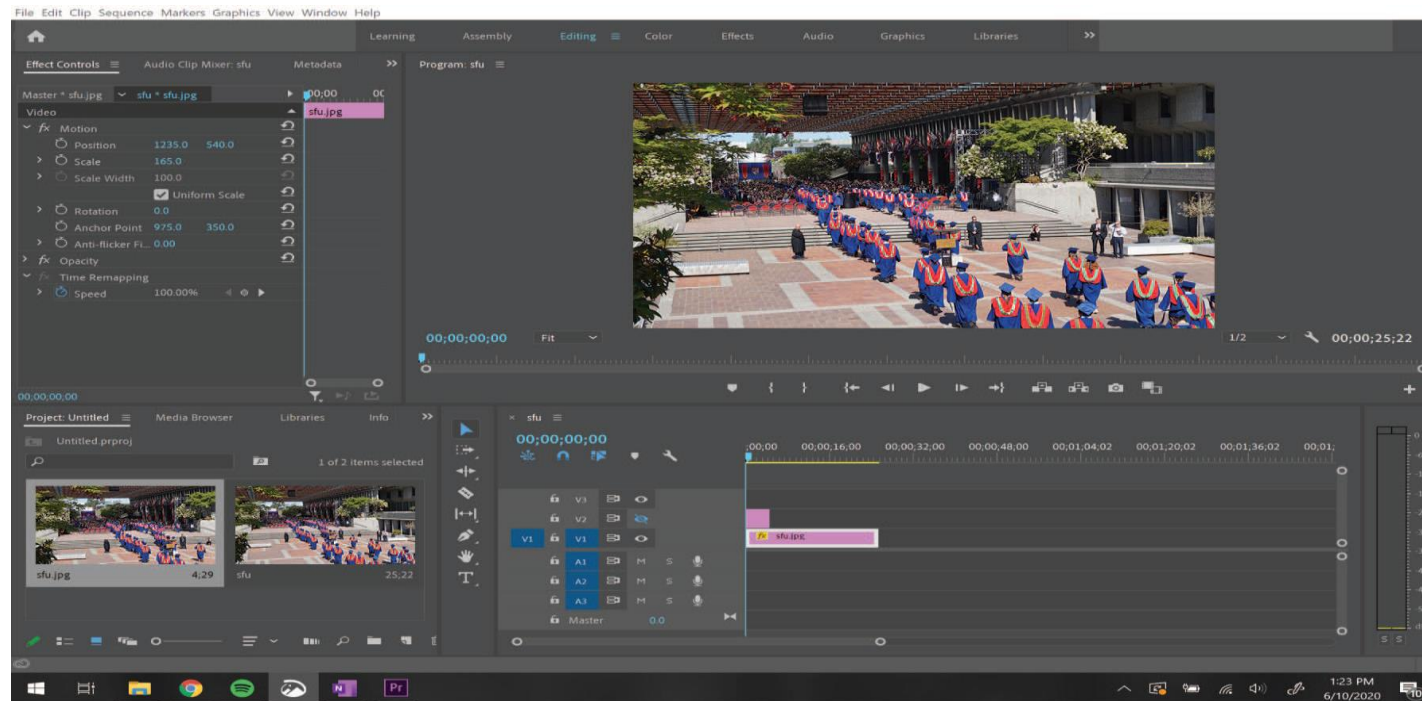 File Edit Clip Sequence Markers Graphics View Window Help
Learning Assembly Editing Color Effects Audio Graphics Libraries >>
Effect Controls Audio Clip Mixer: sfu Metadata >>
Program: sfu
Master * sfu.jpg sfu * sfu.jpg 00;00
Video sfu.jpg
fx Motion
Position 1235.0 540.0
Scale 165.0
Scale Width 100.0
Uniform Scale
Rotation 0.0
Anchor Point 975.0 350.0
Anti-flicker Fi... 0.00
fx Opacity
fx Time Remapping
Speed 100.00%
00;00;00;00 Fit 1/2 00;00;25;22
00;00;00;00
Project: Untitled Media Browser Libraries Info >>
Untitled.prproj
1 of 2 items selected
sfu.jpg 4;29 sfu 25;22
sfu
00;00;00;00
;00;00 00;00;16;00 00;00;32;00 00;00;48;00 00;01;04;02 00;01;20;02 00;01;36;02 00;01;
V3
V2
V1 V1 fx sfu.jpg
A1 M S
A2 M S
A3 M S
Master 0.0
S S
T
N Pr
1:23 PM
6/10/2020